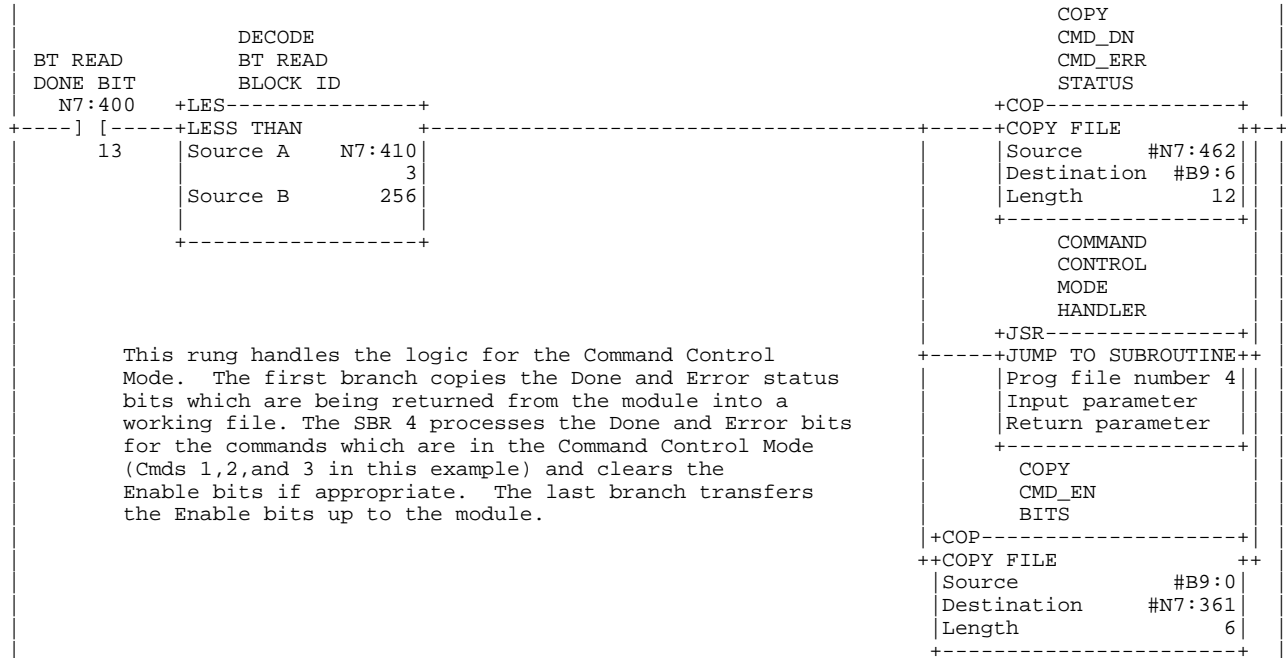 COPY
DECODE CMD_DN
BT READ BT READ CMD_ERR
DONE BIT BLOCK ID STATUS
N7:400 +LES---------------+ +COP---------------+
+----] [-----+LESS THAN +---------------------------------------+-----+COPY FILE ++-+
13 |Source A N7:410| | |Source #N7:462||
| 3| | |Destination #B9:6||
|Source B 256| | |Length 12||
| | | +------------------+|
+------------------+ | COMMAND
CONTROL
MODE
HANDLER
+JSR---------------+|
This rung handles the logic for the Command Control +-----+JUMP TO SUBROUTINE++
Mode. The first branch copies the Done and Error status | |Prog file number 4||
bits which are being returned from the module into a | |Input parameter ||
working file. The SBR 4 processes the Done and Error bits | |Return parameter ||
for the commands which are in the Command Control Mode | +------------------+|
(Cmds 1,2,and 3 in this example) and clears the | COPY
Enable bits if appropriate. The last branch transfers | CMD_EN
the Enable bits up to the module. | BITS
|+COP--------------------+|
++COPY FILE ++
|Source #B9:0|
|Destination #N7:361|
|Length 6|
+-----------------------+